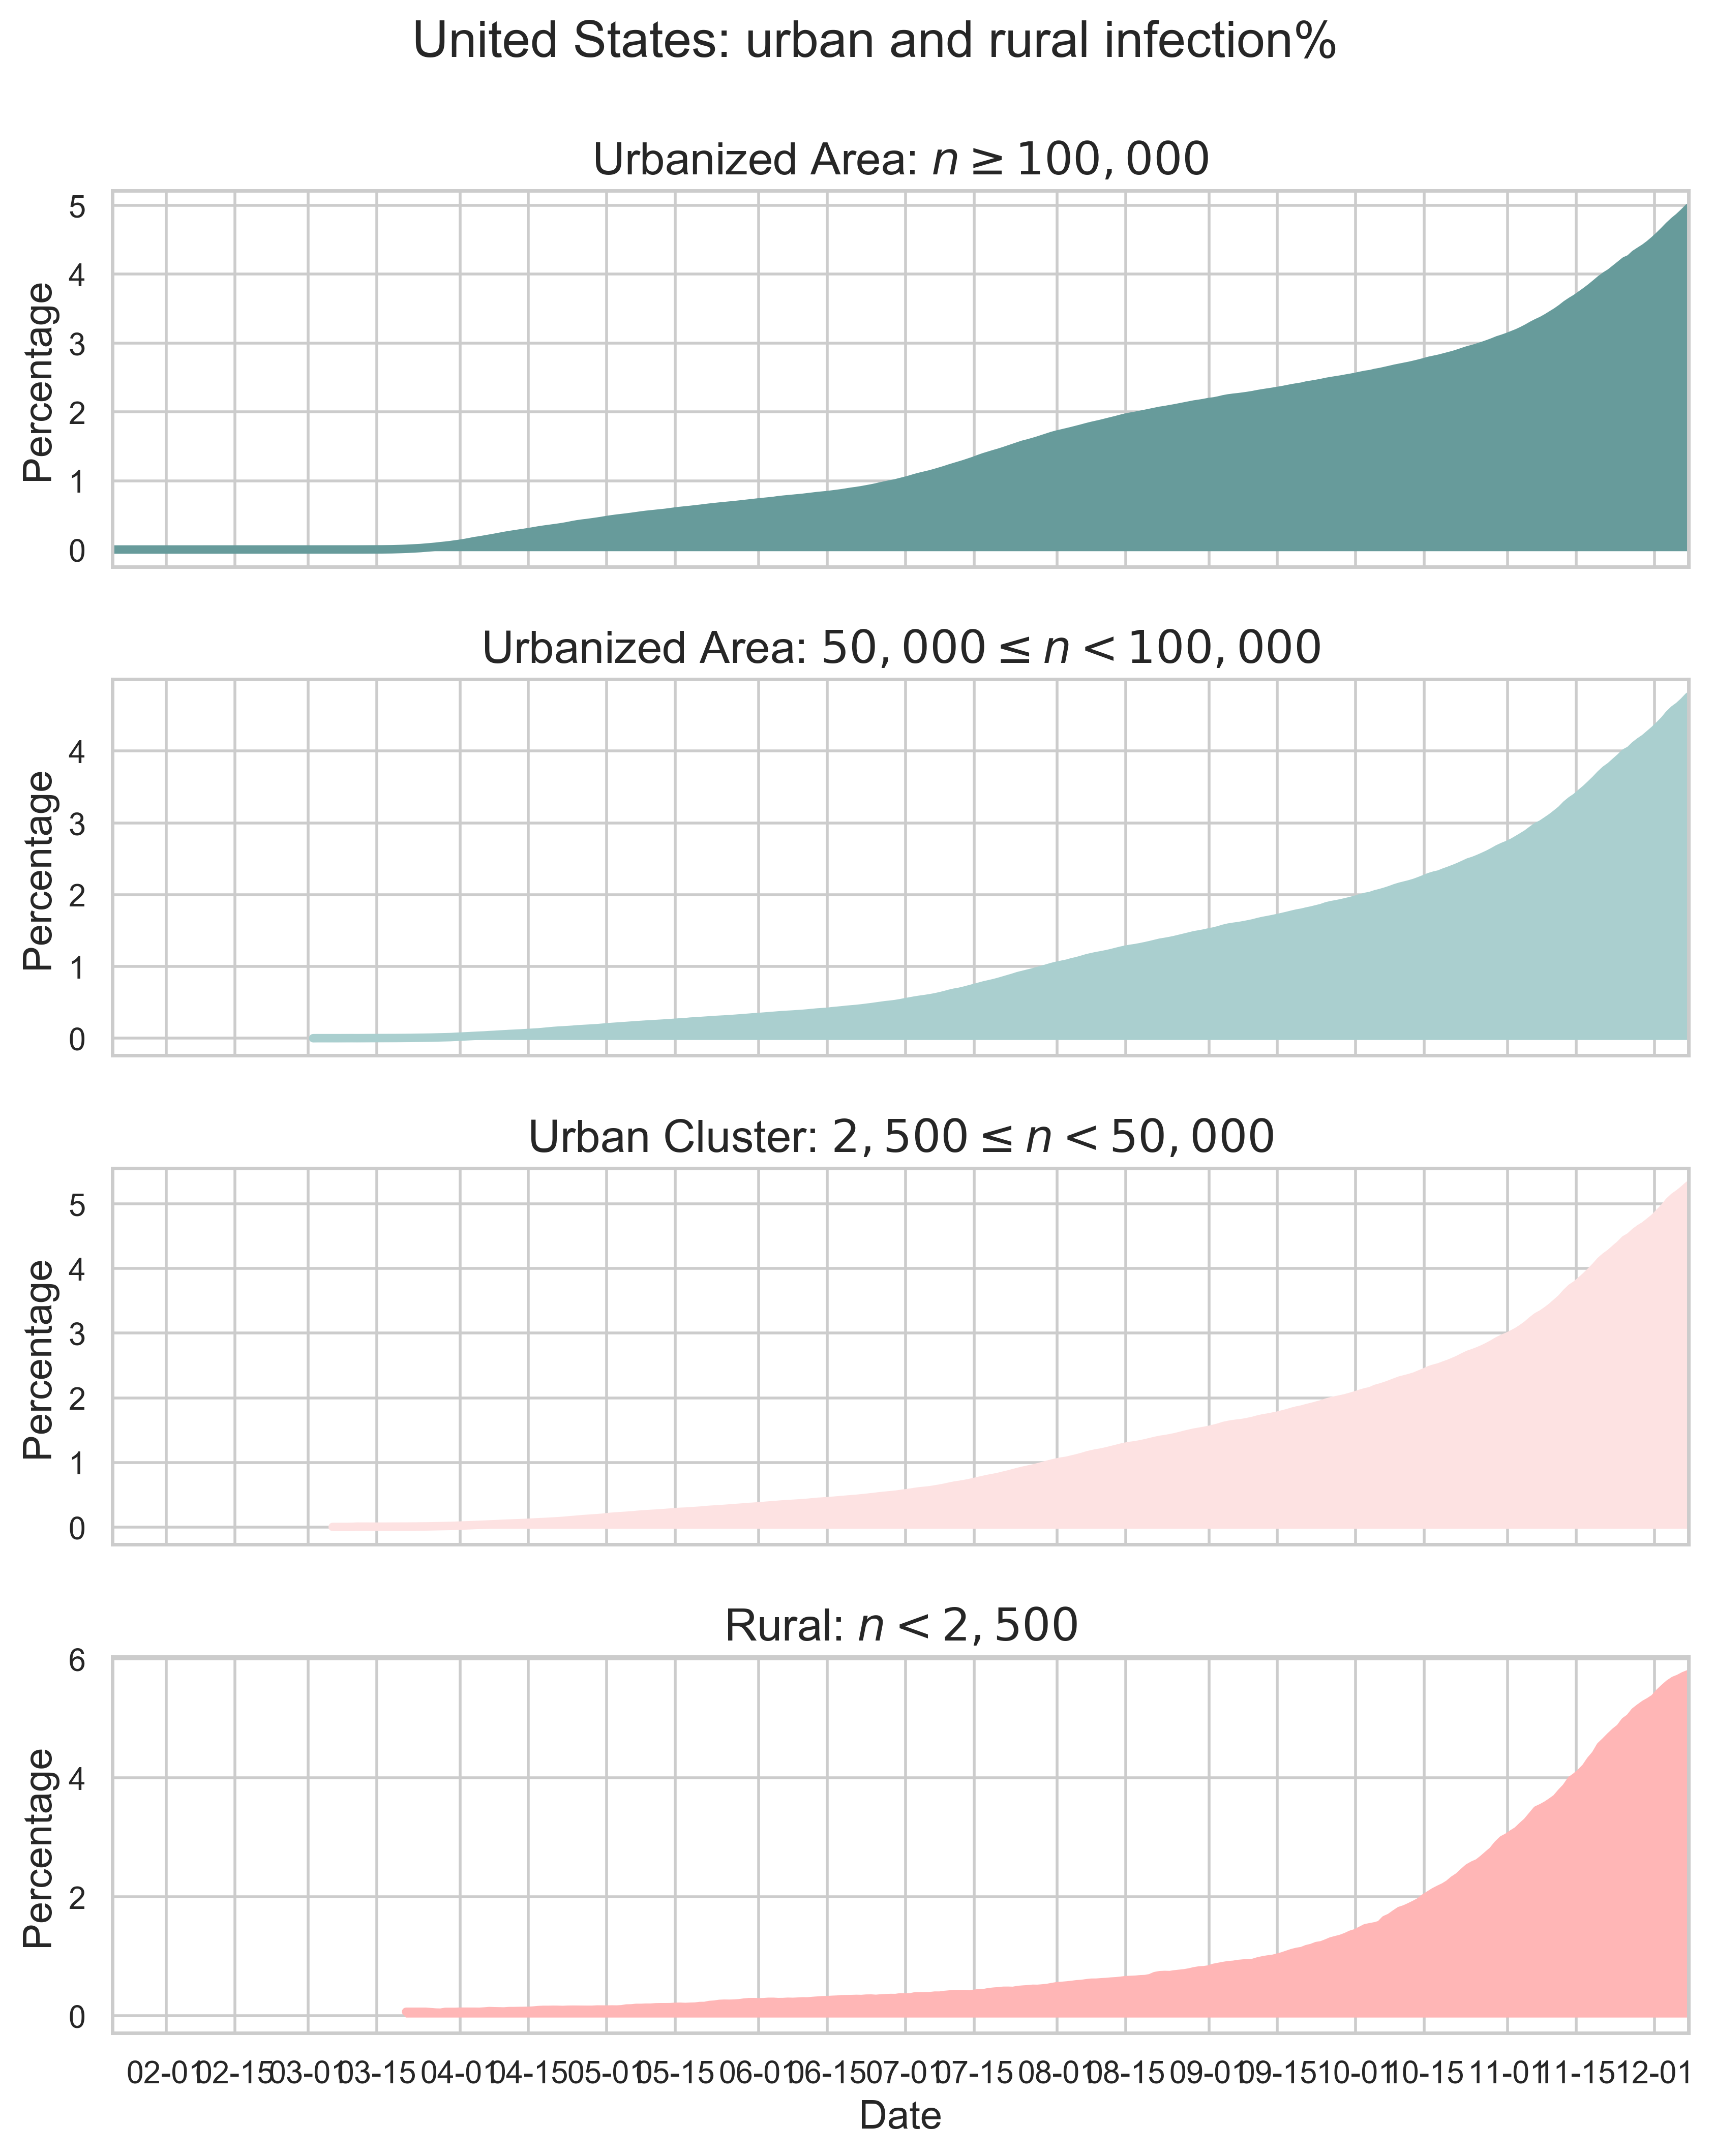 United States: urban and rural infection%
Urbanized Area: n ≥ 100, 000
5
4
3
2
1
0
Percentage
Urbanized Area: 50, 000 ≤ n < 100, 000
4
3
2
1
0
Percentage
Urban Cluster: 2, 500 ≤ n < 50, 000
5
4
3
2
1
0
Percentage
Rural: n < 2, 500
6
4
2
0
Percentage
02-01 02-15 03-01 03-15 04-01 04-15 05-01 05-15 06-01 06-15 07-01 07-15 08-01 08-15 09-01 09-15 10-01 10-15 11-01 11-15 12-01
Date